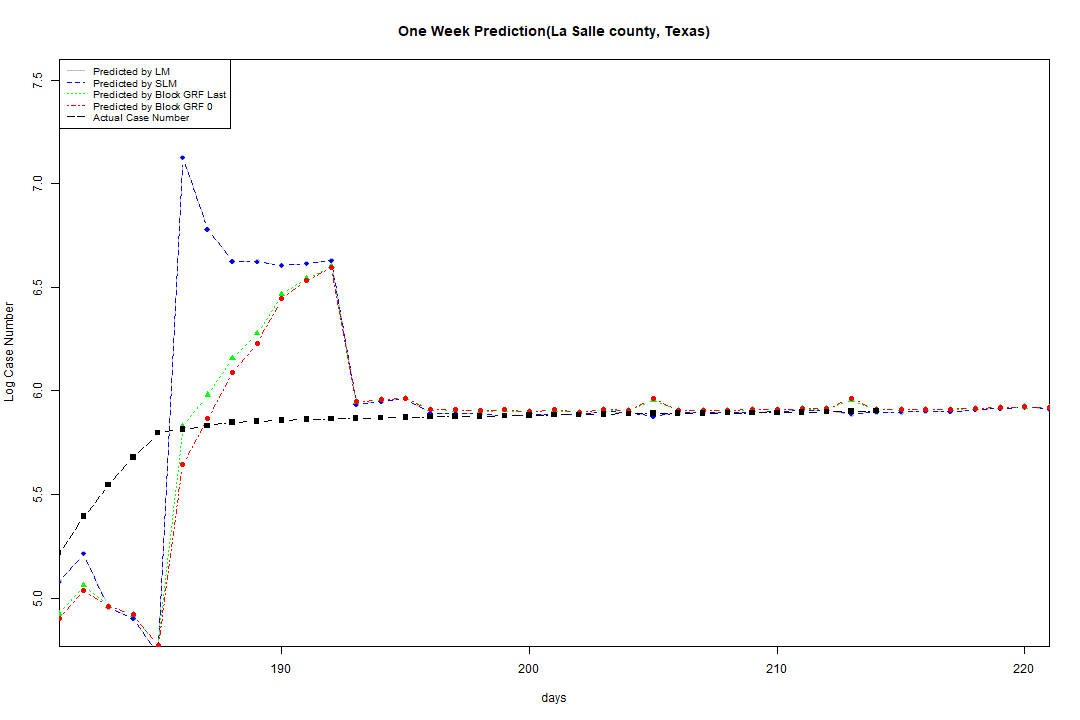 One Week Prediction(La Salle county, Texas)
Predicted by LM
Predicted by SLM
Predicted by Block GRF Last
Predicted by Block GRF 0
Actual Case Number
7.5
7.0
6.5
6.0
5.5
5.0
Log Case Number
190
200
210
220
days